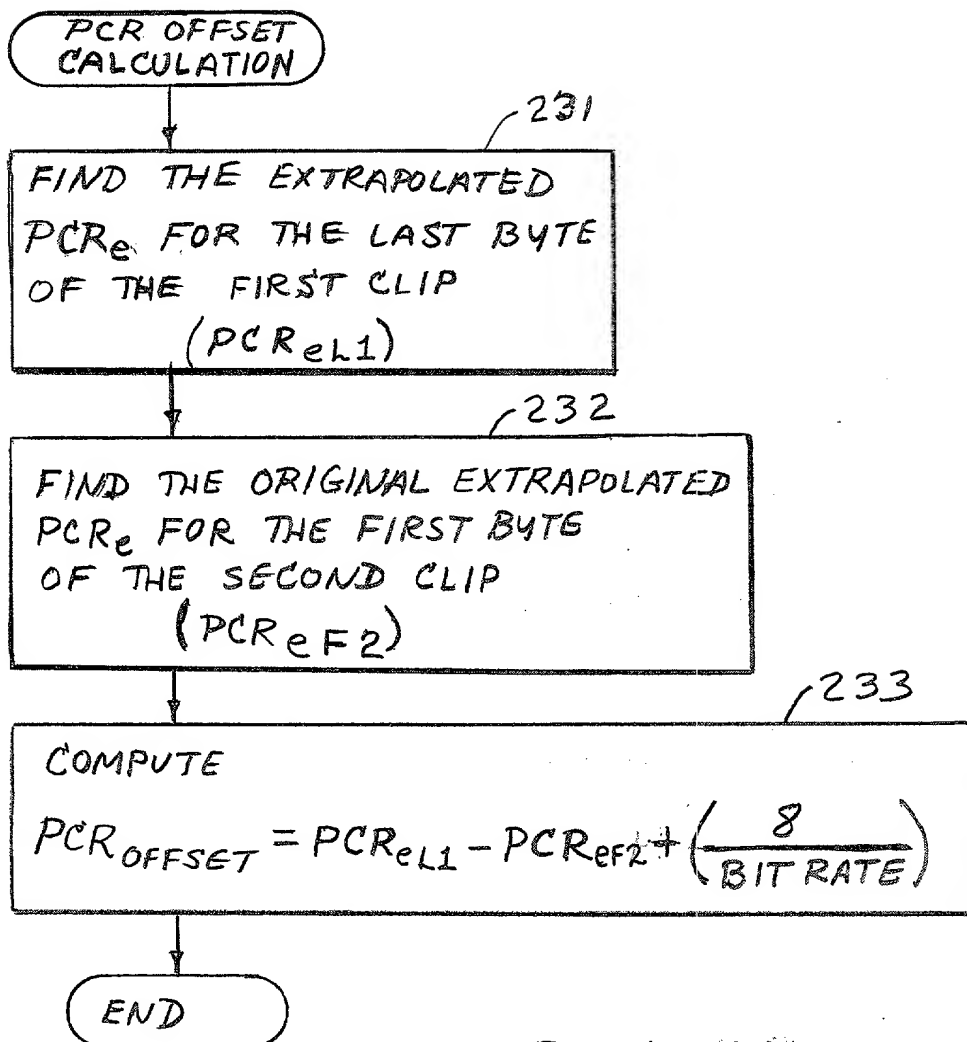 PCR OFFSET
CALCULATION
231
FIND THE EXTRAPOLATED
PCRe FOR THE LAST BYTE
OF THE FIRST CLIP
(PCReL1)
232
FIND THE ORIGINAL EXTRAPOLATED
PCRe FOR THE FIRST BYTE
OF THE SECOND CLIP
(PCReF2)
233
COMPUTE
PCROFFSET = PCReL1 - PCReF2 + (8 / BIT RATE)
END